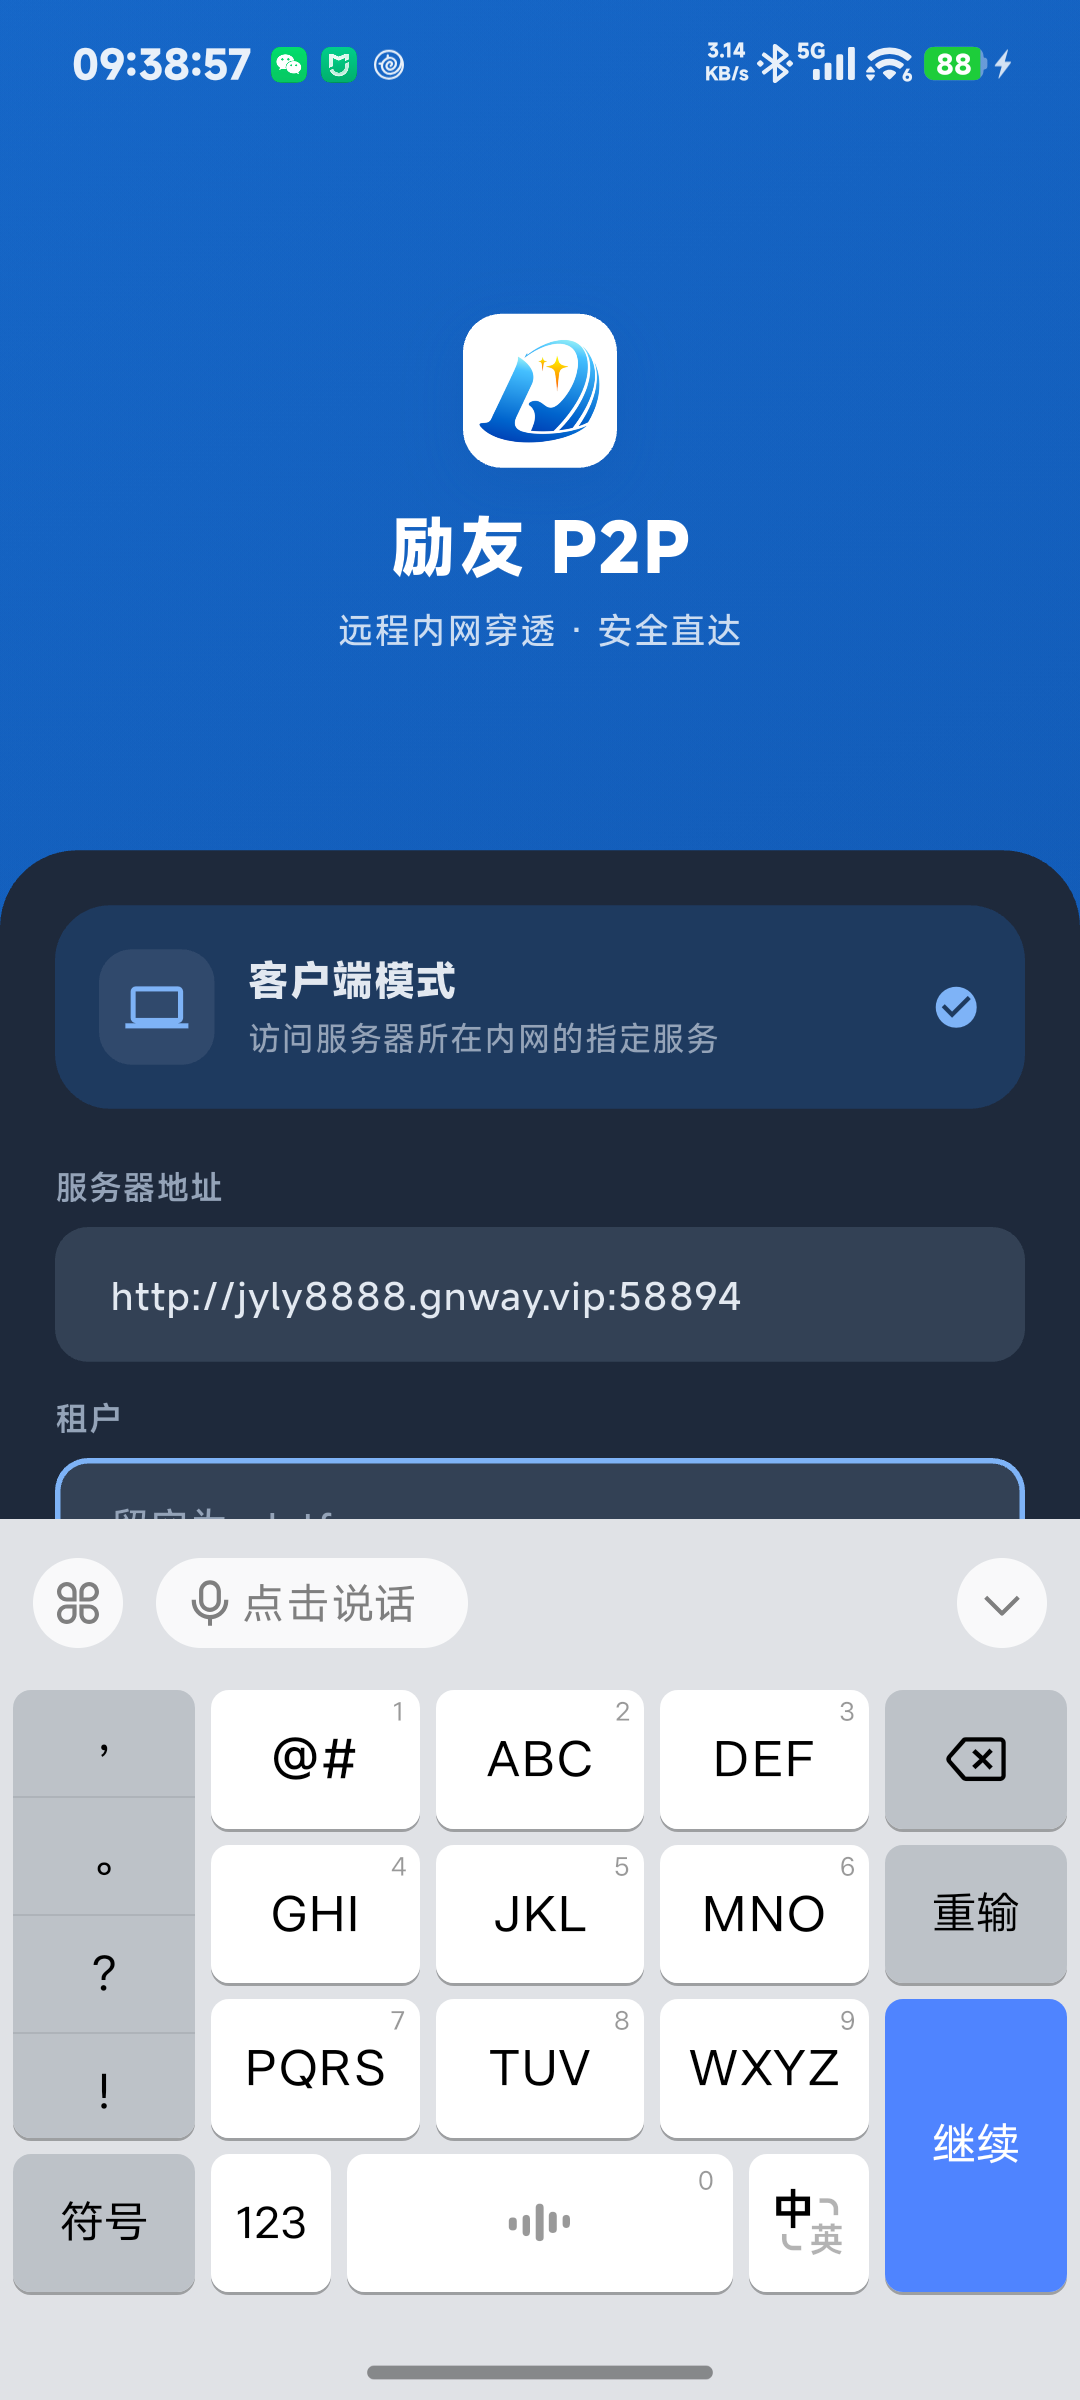 09:38:57
3.14
KB/s
5G
6
88
励友 P2P
远程内网穿透 · 安全直达
客户端模式
访问服务器所在内网的指定服务
服务器地址
http://jyly8888.gnway.vip:58894
租户
点击说话
，
。
?
!
1
@#
2
ABC
3
DEF
4
GHI
5
JKL
6
MNO
重输
7
PQRS
8
TUV
9
WXYZ
继续
符号
123
0
中
英